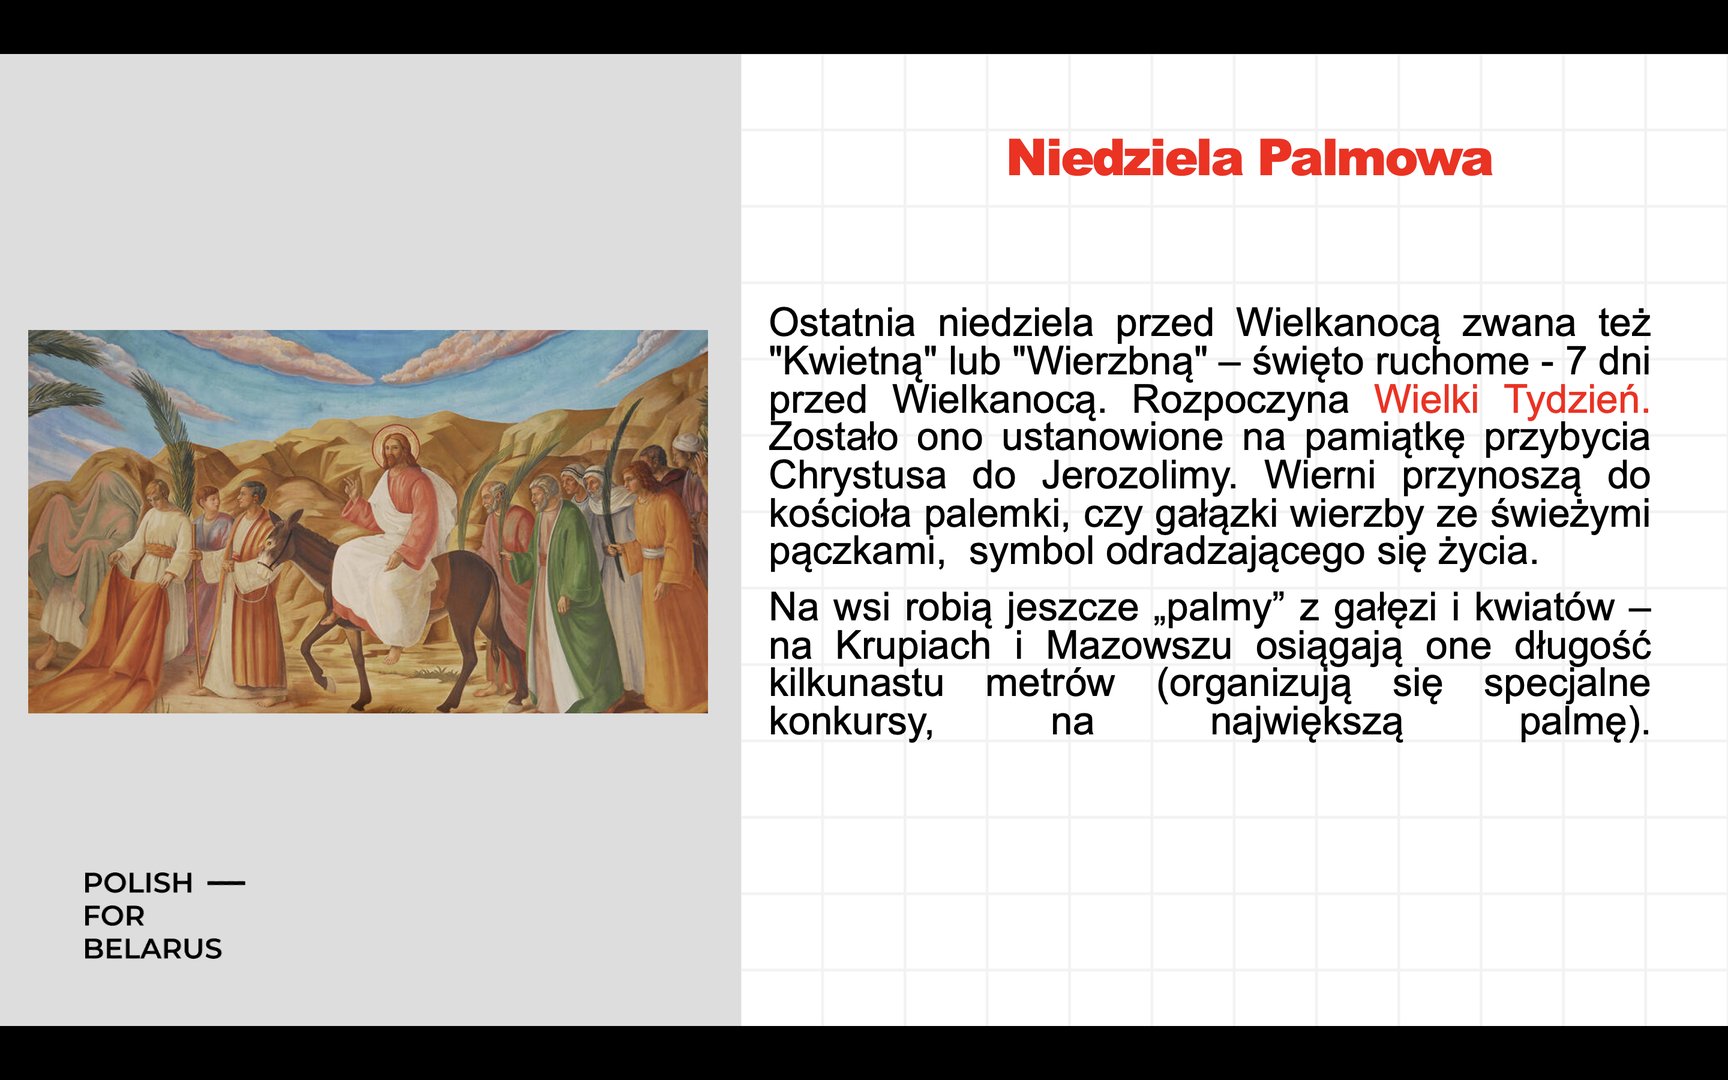 Niedziela Palmowa
Ostatnia niedziela przed Wielkanocą zwana też
"Kwietną" lub "Wierzbną" – święto ruchome - 7 dni
przed Wielkanocą. Rozpoczyna Wielki Tydzień.
Zostało ono ustanowione na pamiątkę przybycia
Chrystusa do Jerozolimy. Wierni przynoszą do
kościoła palemki, czy gałązki wierzby ze świeżymi
pączkami,  symbol odradzającego się życia.
Na wsi robią jeszcze „palmy” z gałęzi i kwiatów –
na Krupiach i Mazowszu osiągają one długość
kilkunastu metrów (organizują się specjalne
konkursy, na największą palmę).
POLISH —
FOR
BELARUS